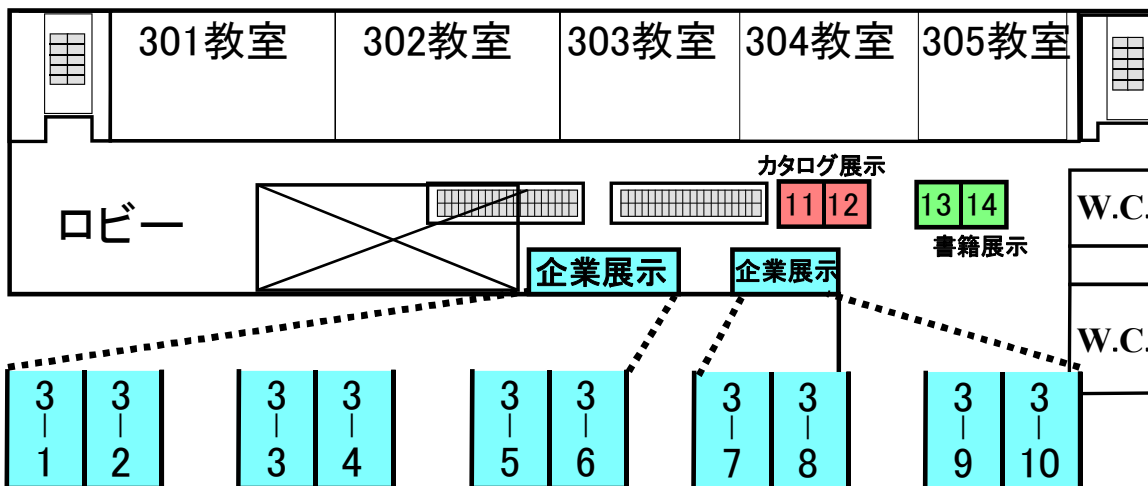 301教室 302教室 303教室 304教室 305教室
カタログ展示
11 12 13 14
書籍展示
ロビー
W.C.
企業展示 企業展示
W.C.
3-1 3-2 3-3 3-4 3-5 3-6 3-7 3-8 3-9 3-10